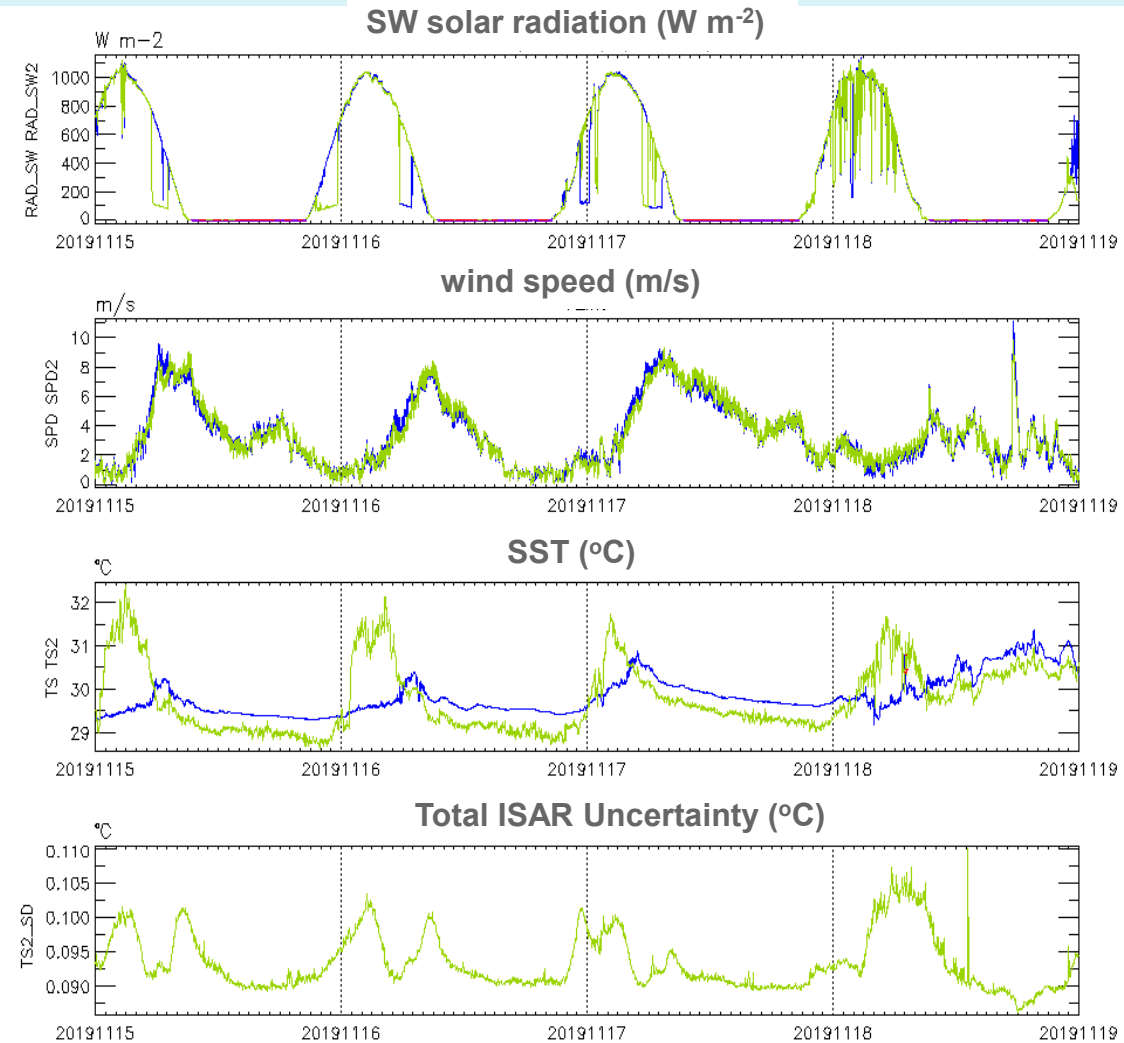 SW solar radiation (W m-2)
W m-2
RAD_SW RAD_SW2
1000
800
600
400
200
0
20191115 20191116 20191117 20191118 20191119
wind speed (m/s)
m/s
SPD SPD2
10
8
6
4
2
0
20191115 20191116 20191117 20191118 20191119
SST (oC)
°C
TS TS2
32
31
30
29
20191115 20191116 20191117 20191118 20191119
Total ISAR Uncertainty (oC)
°C
TS2_SD
0.110
0.105
0.100
0.095
0.090
20191115 20191116 20191117 20191118 20191119